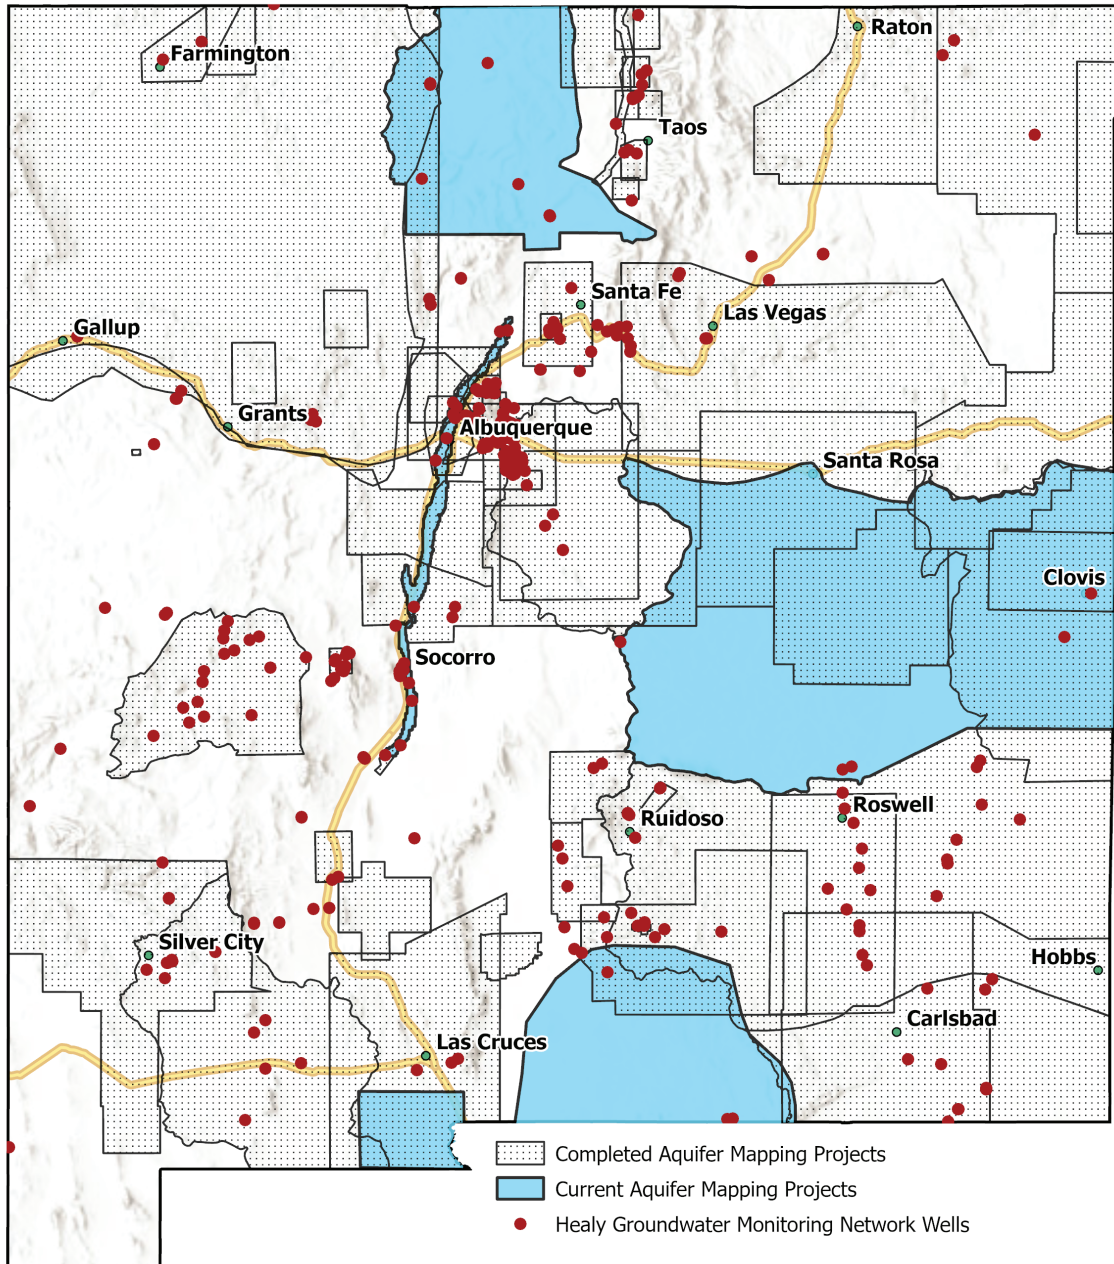 Raton
Farmington
Taos
Santa Fe
Las Vegas
Gallup
Grants
Albuquerque
Santa Rosa
Clovis
Socorro
Roswell
Ruidoso
Silver City
Hobbs
Carlsbad
Las Cruces
Completed Aquifer Mapping Projects
Current Aquifer Mapping Projects
Healy Groundwater Monitoring Network Wells